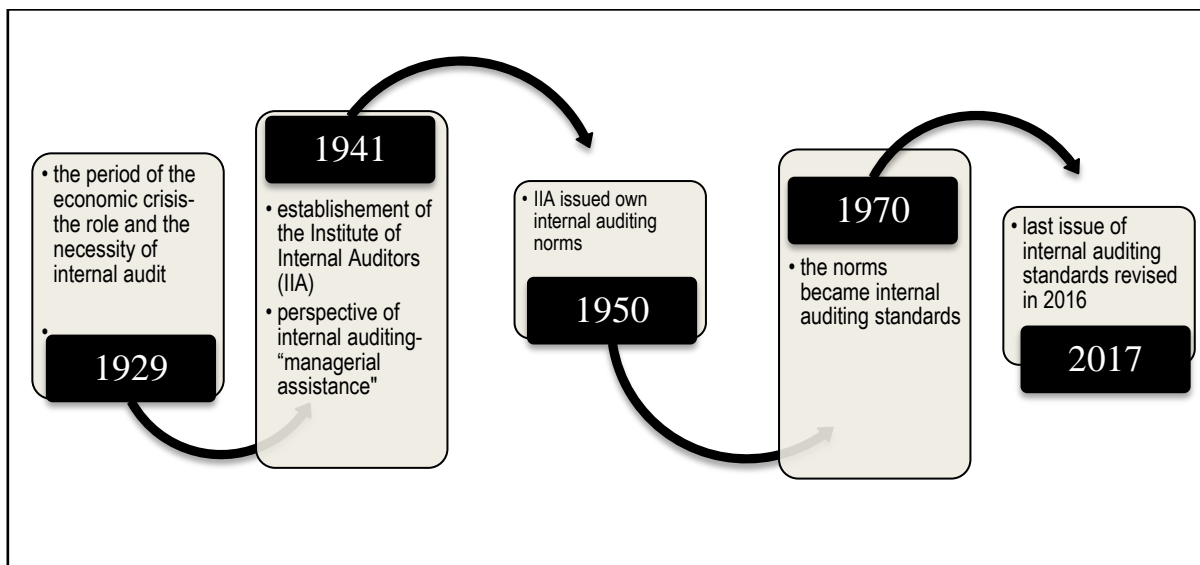 • the period of the
economic crisis-
the role and the
necessity of
internal audit
•
1929
1941
• establishement of
the Institute of
Internal Auditors
(IIA)
• perspective of
internal auditing-
“managerial
assistance"
• IIA issued own
internal auditing
norms
1950
1970
• the norms
became internal
auditing standards
• last issue of
internal auditing
standards revised
in 2016
2017